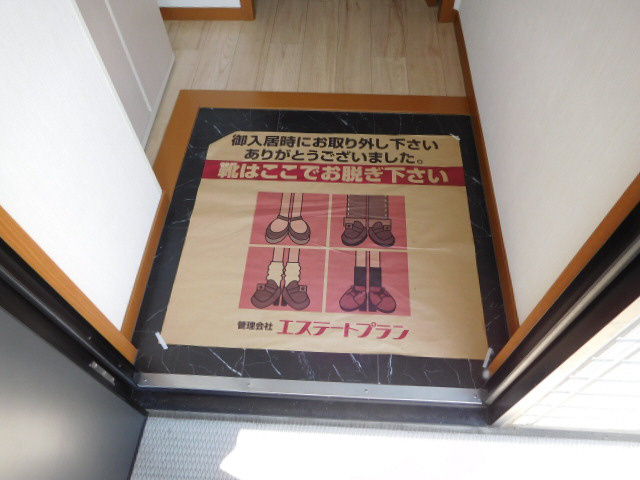 御入居時にお取り外し下さい
ありがとうございました。
靴はここでお脱ぎ下さい
管理会社 エステートプラン